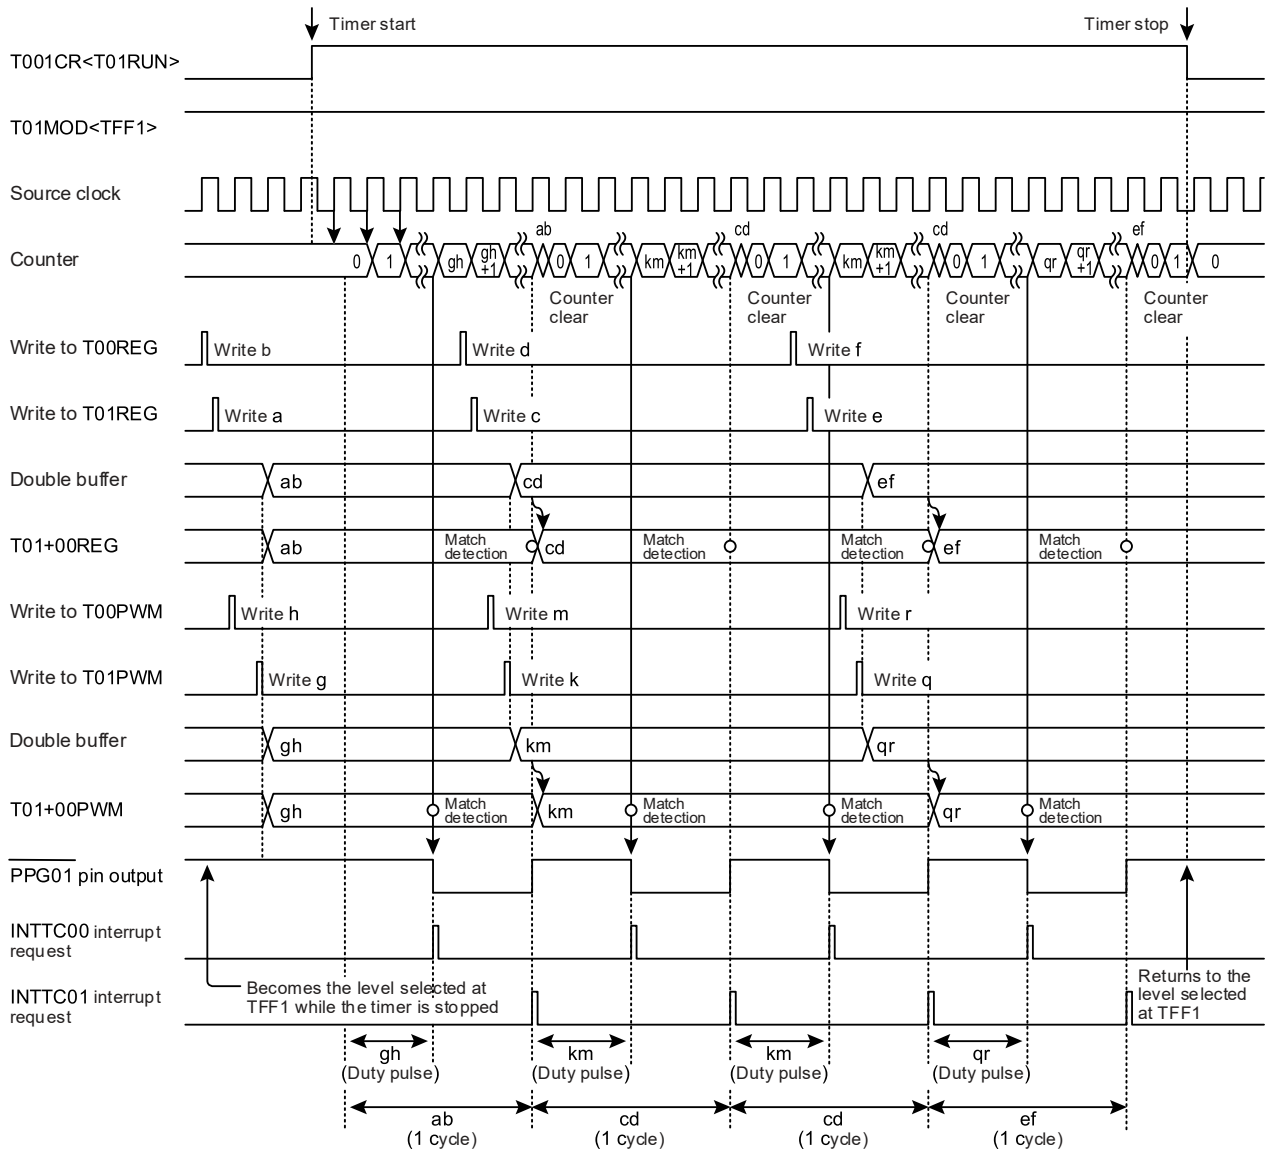 Timer start
Timer stop
T001CR<T01RUN>
T01MOD<TFF1>
Source clock
ab cd cd ef
Counter 0 1 gh gh+1 0 1 km km+1 0 1 km km+1 0 1 qr qr+1 0 1 0
Counter clear
Counter clear
Counter clear
Counter clear
Write to T00REG Write b Write d Write f
Write to T01REG Write a Write c Write e
Double buffer ab cd ef
T01+00REG ab Match detection cd Match detection Match detection ef Match detection
Write to T00PWM Write h Write m Write r
Write to T01PWM Write g Write k Write q
Double buffer gh km qr
T01+00PWM gh Match detection km Match detection Match detection qr Match detection
PPG01 pin output
INTTC00 interrupt
request
Becomes the level selected at
TFF1 while the timer is stopped
Returns to the
level selected
at TFF1
INTTC01 interrupt
request
gh km km qr
(Duty pulse) (Duty pulse) (Duty pulse) (Duty pulse)
ab cd cd ef
(1 cycle) (1 cycle) (1 cycle) (1 cycle)